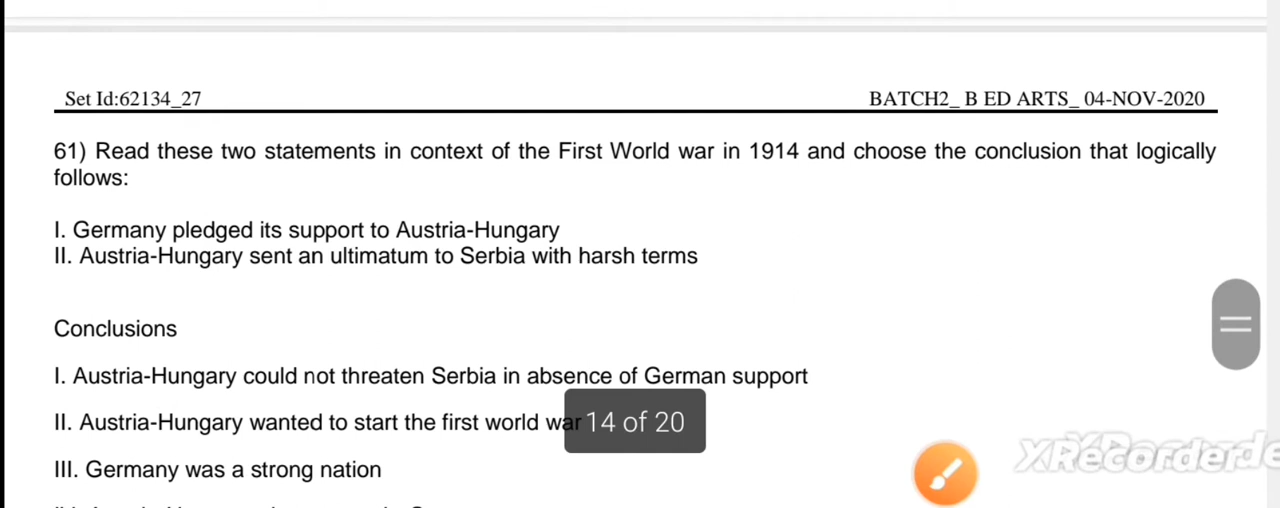 Set Id:62134_27 BATCH2_ B ED ARTS_ 04-NOV-2020
61) Read these two statements in context of the First World war in 1914 and choose the conclusion that logically
follows:
I. Germany pledged its support to Austria-Hungary
II. Austria-Hungary sent an ultimatum to Serbia with harsh terms
Conclusions
I. Austria-Hungary could not threaten Serbia in absence of German support
II. Austria-Hungary wanted to start the first world war
14 of 20
III. Germany was a strong nation
XRecorder